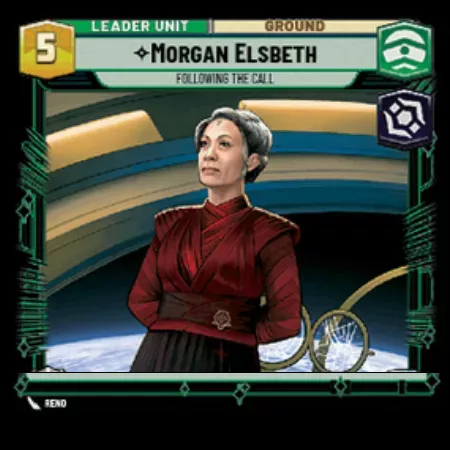 LEADER UNIT GROUND
5
MORGAN ELSBETH
FOLLOWING THE CALL
RENO